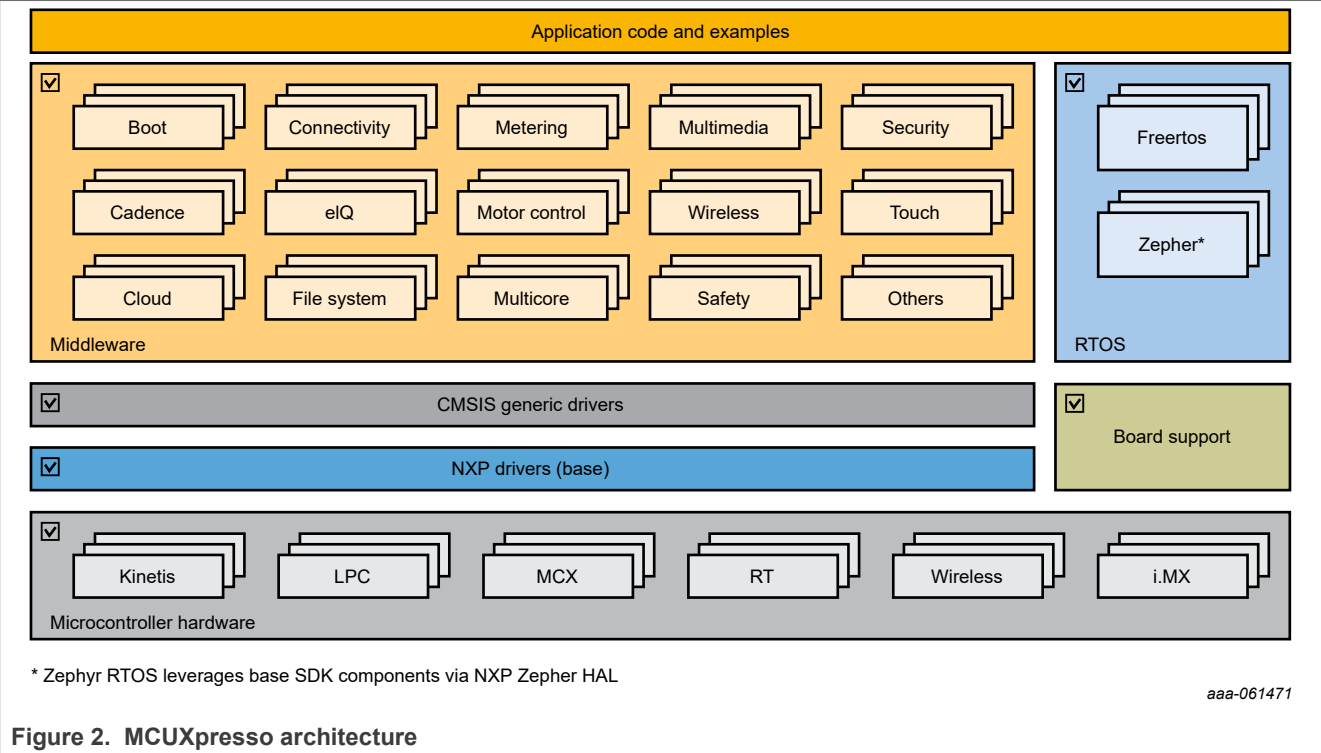 Application code and examples
Boot
Connectivity
Metering
Multimedia
Security
Cadence
eIQ
Motor control
Wireless
Touch
Cloud
File system
Multicore
Safety
Others
Middleware
Freertos
Zepher*
RTOS
CMSIS generic drivers
NXP drivers (base)
Board support
Kinetis
LPC
MCX
RT
Wireless
i.MX
Microcontroller hardware
* Zephyr RTOS leverages base SDK components via NXP Zepher HAL
aaa-061471
Figure 2. MCUXpresso architecture